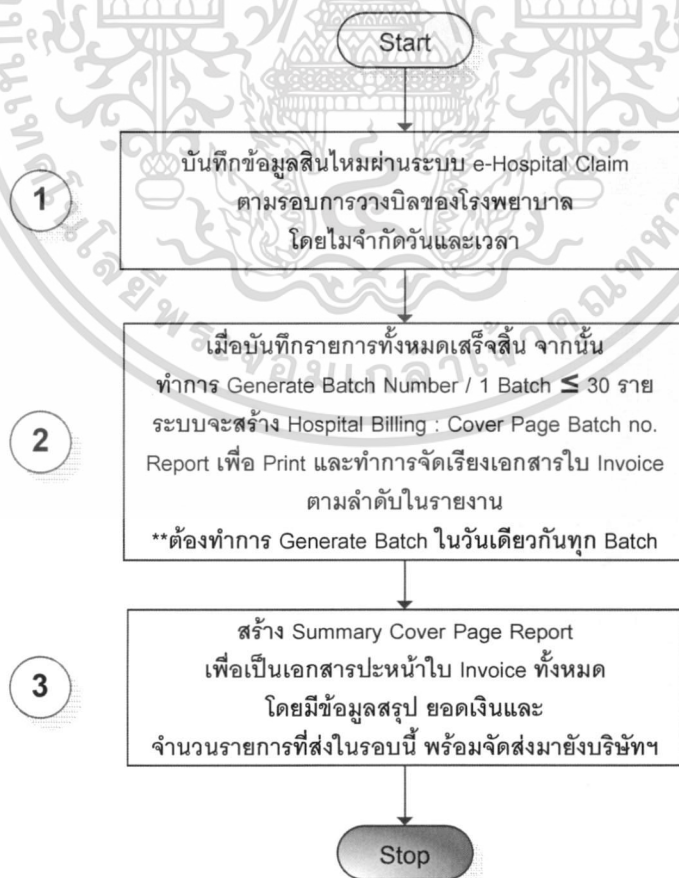 Start
1
บันทึกข้อมูลสินไหมผ่านระบบ e-Hospital Claim
ตามรอบการวางบิลของโรงพยาบาล
โดยไม่จำกัดวันและเวลา
2
เมื่อบันทึกรายการทั้งหมดเสร็จสิ้น จากนั้น
ทำการ Generate Batch Number / 1 Batch ≤ 30 ราย
ระบบจะสร้าง Hospital Billing : Cover Page Batch no.
Report เพื่อ Print และทำการจัดเรียงเอกสารใบ Invoice
ตามลำดับในรายงาน
**ต้องทำการ Generate Batch ในวันเดียวกันทุก Batch
3
สร้าง Summary Cover Page Report
เพื่อเป็นเอกสารปะหน้าใบ Invoice ทั้งหมด
โดยมีข้อมูลสรุป ยอดเงินและ
จำนวนรายการที่ส่งในรอบนี้ พร้อมจัดส่งมายังบริษัทฯ
Stop